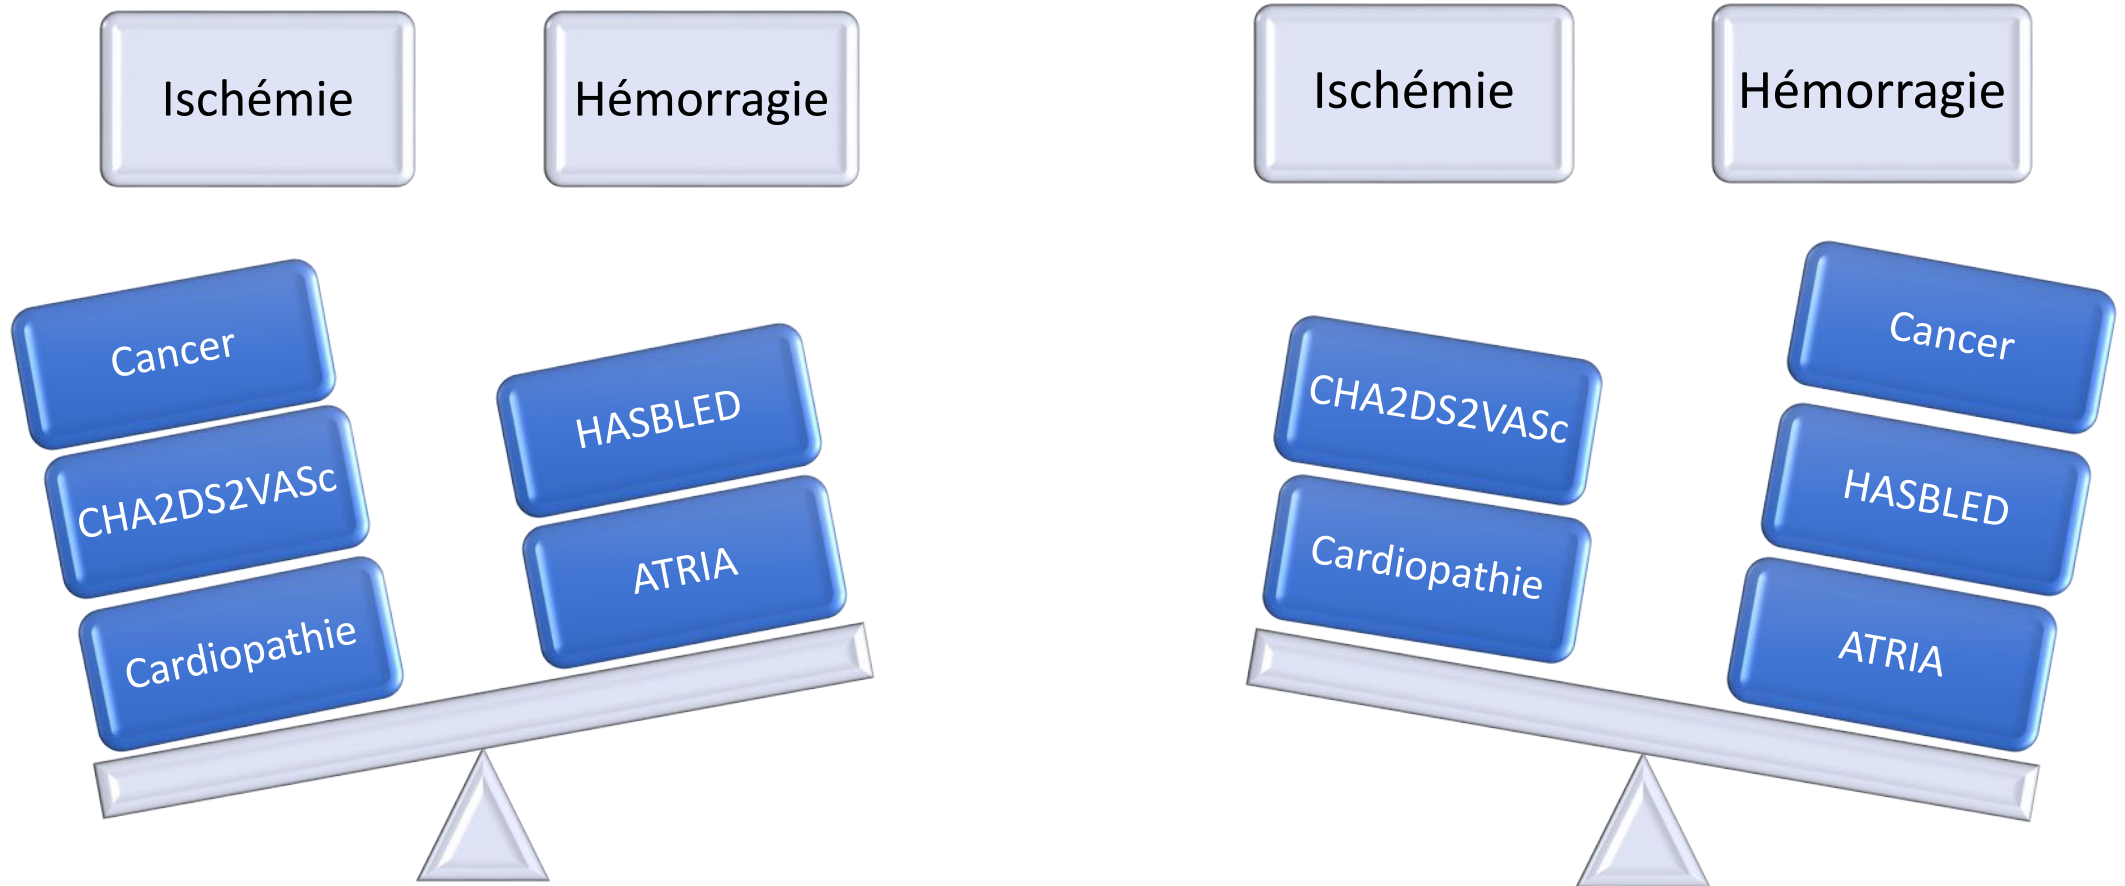 Ischémie
Hémorragie
Cancer
CHA2DS2VASc
Cardiopathie
HASBLED
ATRIA
Ischémie
Hémorragie
CHA2DS2VASc
Cardiopathie
Cancer
HASBLED
ATRIA